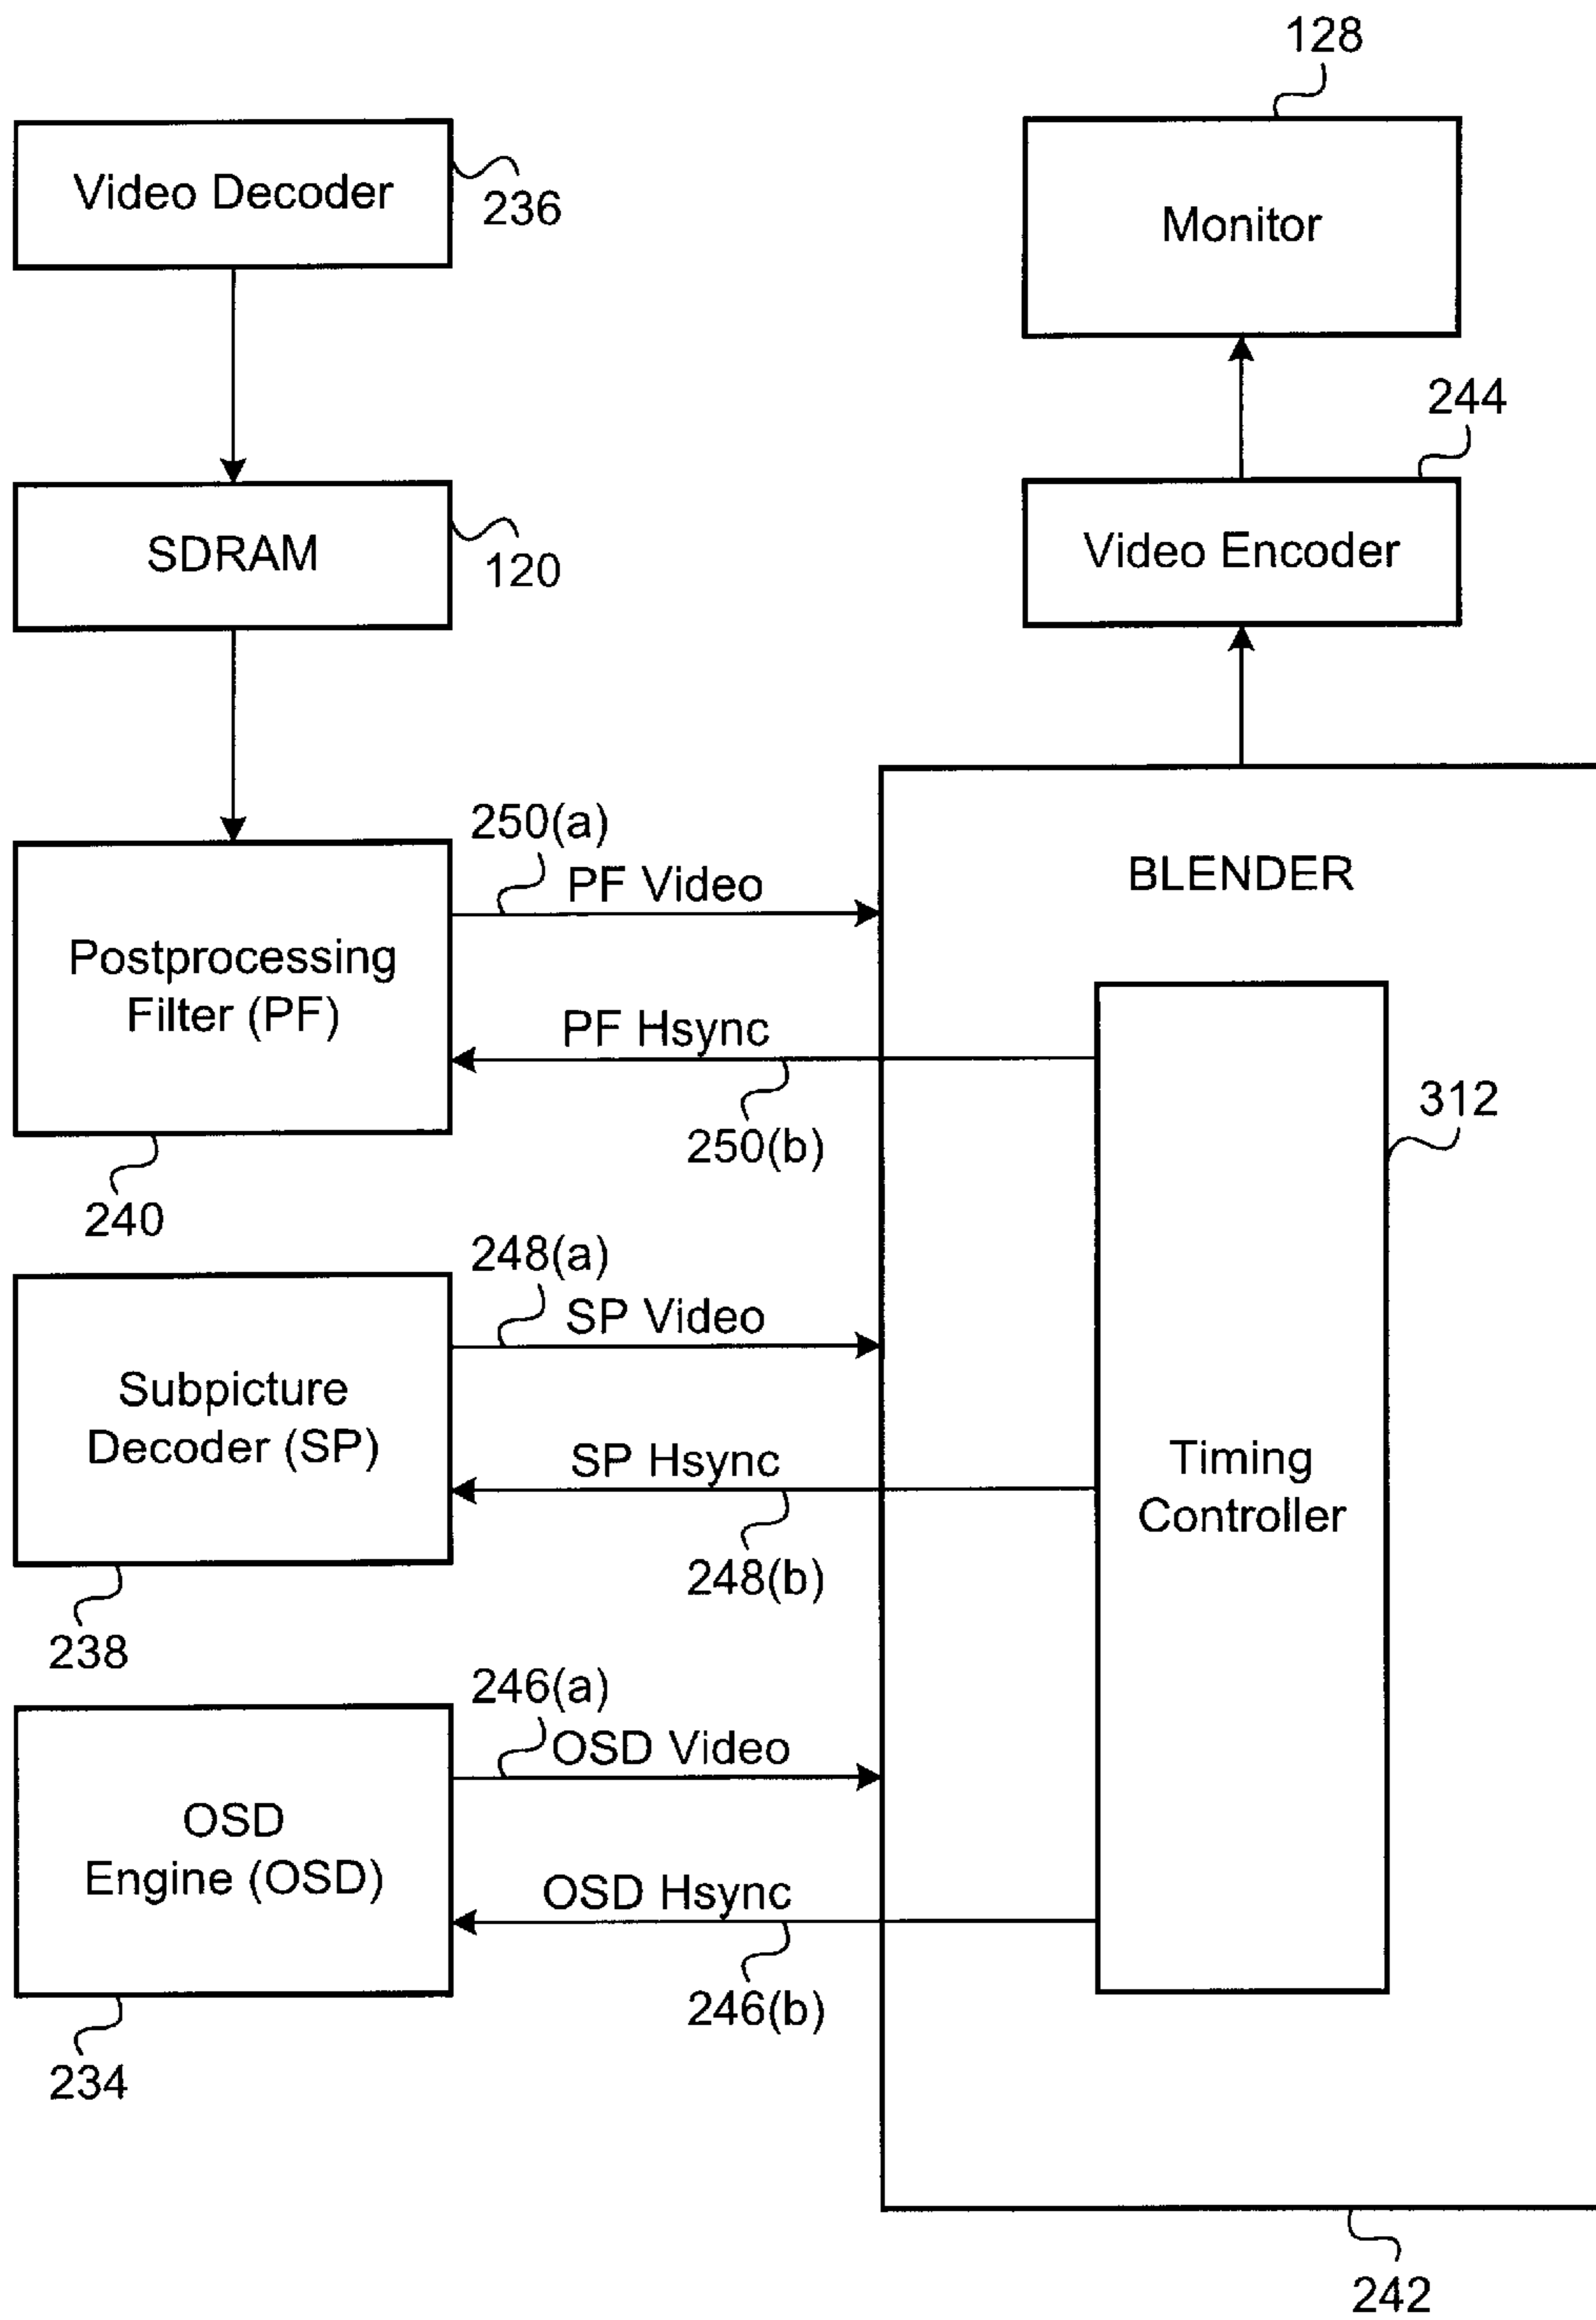 128
Video Decoder
236
Monitor
244
SDRAM
120
Video Encoder
250(a)
PF Video
BLENDER
Postprocessing
Filter (PF)
PF Hsync
250(b)
312
240
248(a)
SP Video
Subpicture
Decoder (SP)
SP Hsync
248(b)
Timing
Controller
238
246(a)
OSD Video
OSD
Engine (OSD)
OSD Hsync
246(b)
234
242